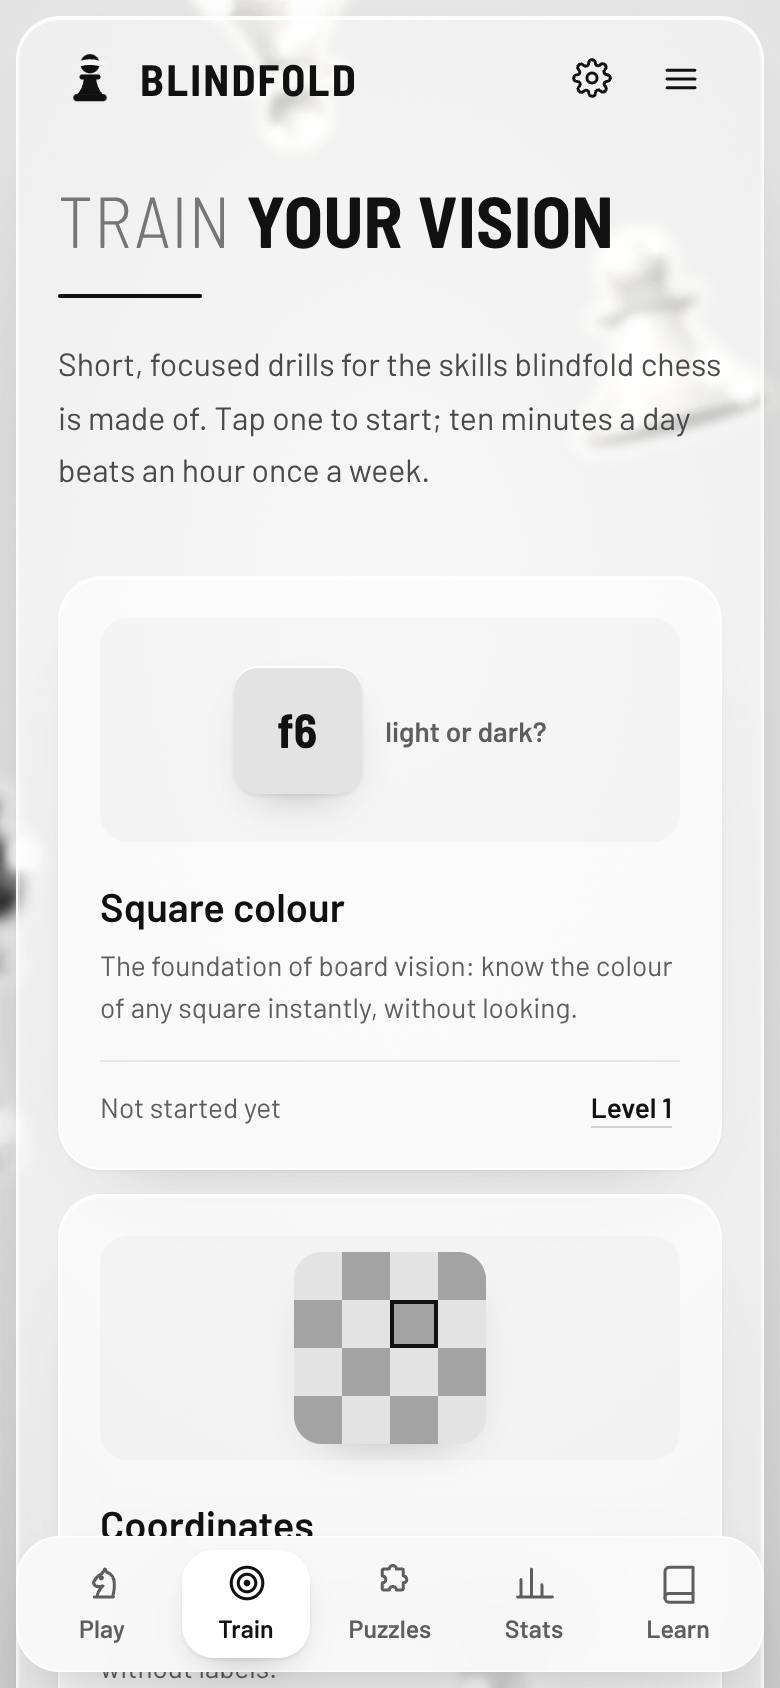 BLINDFOLD
TRAIN YOUR VISION
Short, focused drills for the skills blindfold chess
is made of. Tap one to start; ten minutes a day
beats an hour once a week.
f6
light or dark?
Square colour
The foundation of board vision: know the colour
of any square instantly, without looking.
Not started yet
Level 1
Coordinates
without labels.
Play
Train
Puzzles
Stats
Learn